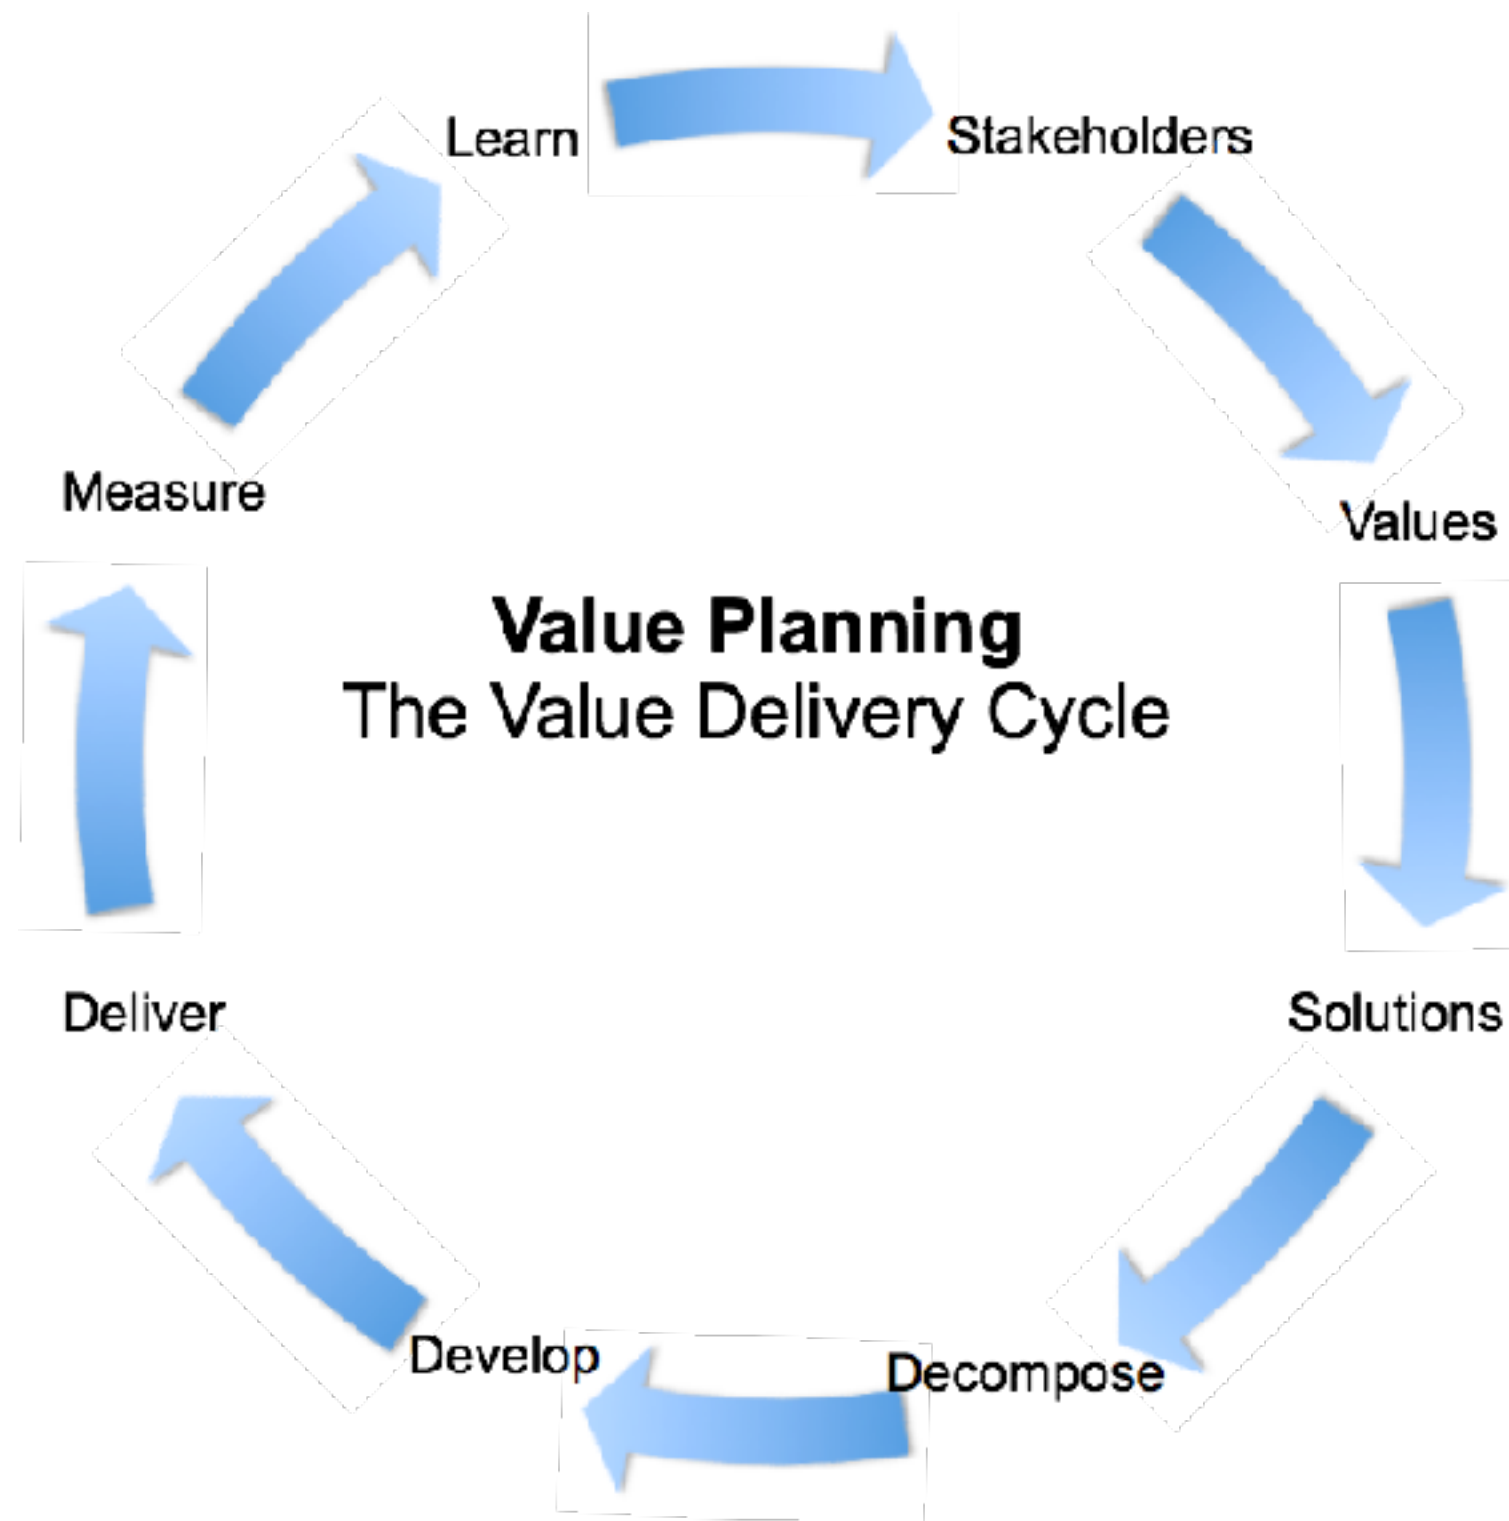 Learn
Stakeholders
Measure
Values
Value Planning
The Value Delivery Cycle
Deliver
Solutions
Develop
Decompose